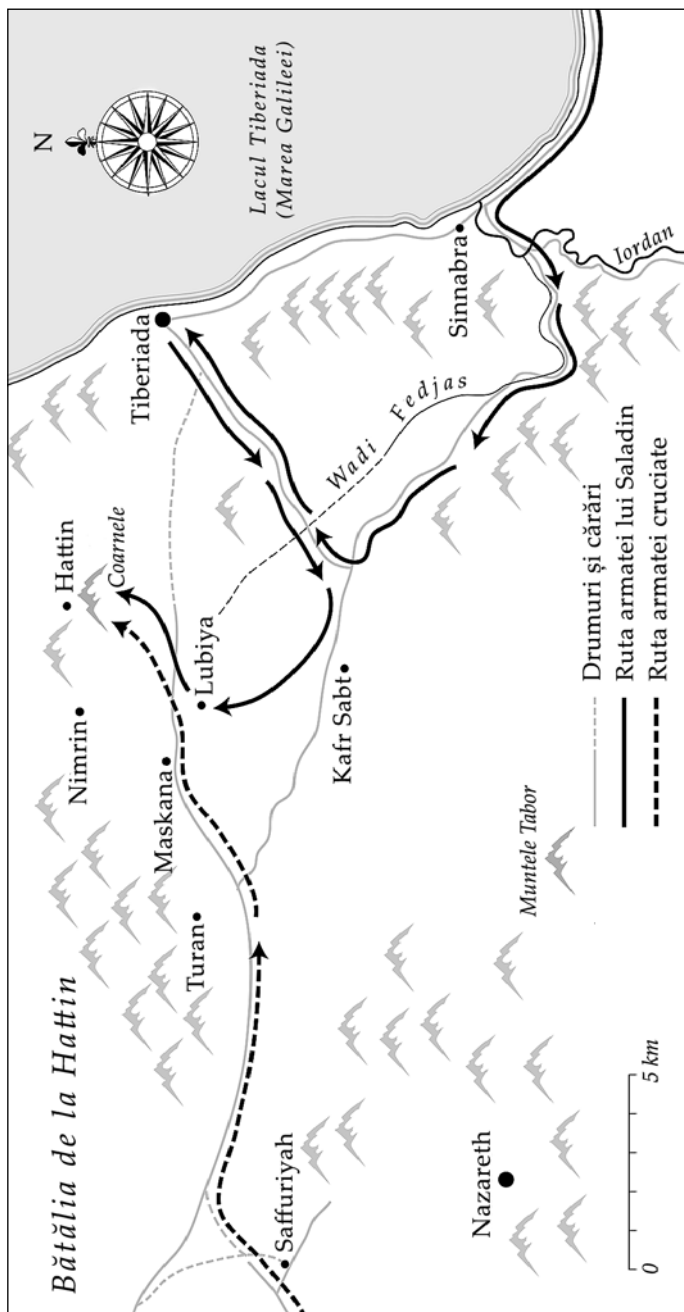 Bătălia de la Hattin
N
Lacul Tiberiada
(Marea Galileei)
Tiberiada
Hattin
Coarnele
Nimrin
Lubiya
Maskana
Turan
Wadi Fedjas
Sinnabra
Iordan
Kafr Sabt
Saffuriyah
Nazareth
Muntele Tabor
0 5 km
Drumuri și cărări
Ruta armatei lui Saladin
Ruta armatei cruciate